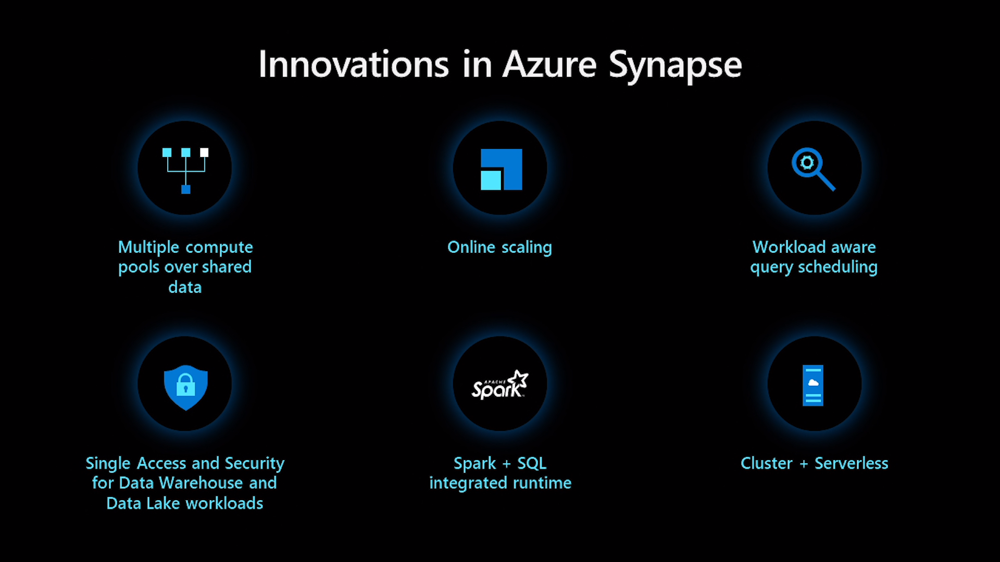 Innovations in Azure Synapse
Multiple compute
pools over shared
data
Online scaling
Workload aware
query scheduling
APACHE
Spark
Single Access and Security
for Data Warehouse and
Data Lake workloads
Spark + SQL
integrated runtime
Cluster + Serverless